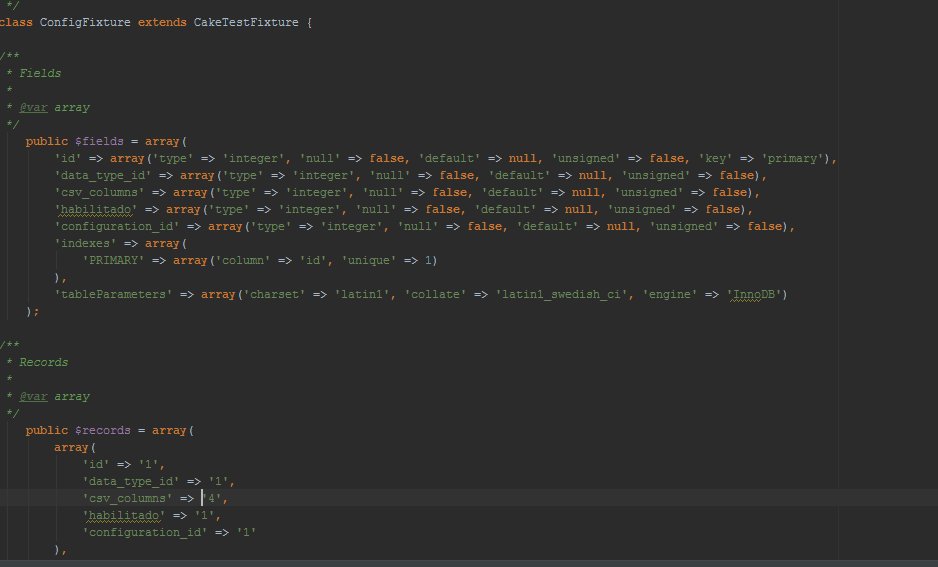 */
class ConfigFixture extends CakeTestFixture {
/**
* Fields
*
* @var array
*/
public $fields = array(
'id' => array('type' => 'integer', 'null' => false, 'default' => null, 'unsigned' => false, 'key' => 'primary'),
'data_type_id' => array('type' => 'integer', 'null' => false, 'default' => null, 'unsigned' => false),
'csv_columns' => array('type' => 'integer', 'null' => false, 'default' => null, 'unsigned' => false),
'habilitado' => array('type' => 'integer', 'null' => false, 'default' => null, 'unsigned' => false),
'configuration_id' => array('type' => 'integer', 'null' => false, 'default' => null, 'unsigned' => false),
'indexes' => array(
'PRIMARY' => array('column' => 'id', 'unique' => 1)
),
'tableParameters' => array('charset' => 'latin1', 'collate' => 'latin1_swedish_ci', 'engine' => 'InnoDB')
);
/**
* Records
*
* @var array
*/
public $records = array(
array(
'id' => '1',
'data_type_id' => '1',
'csv_columns' => '4',
'habilitado' => '1',
'configuration_id' => '1'
),